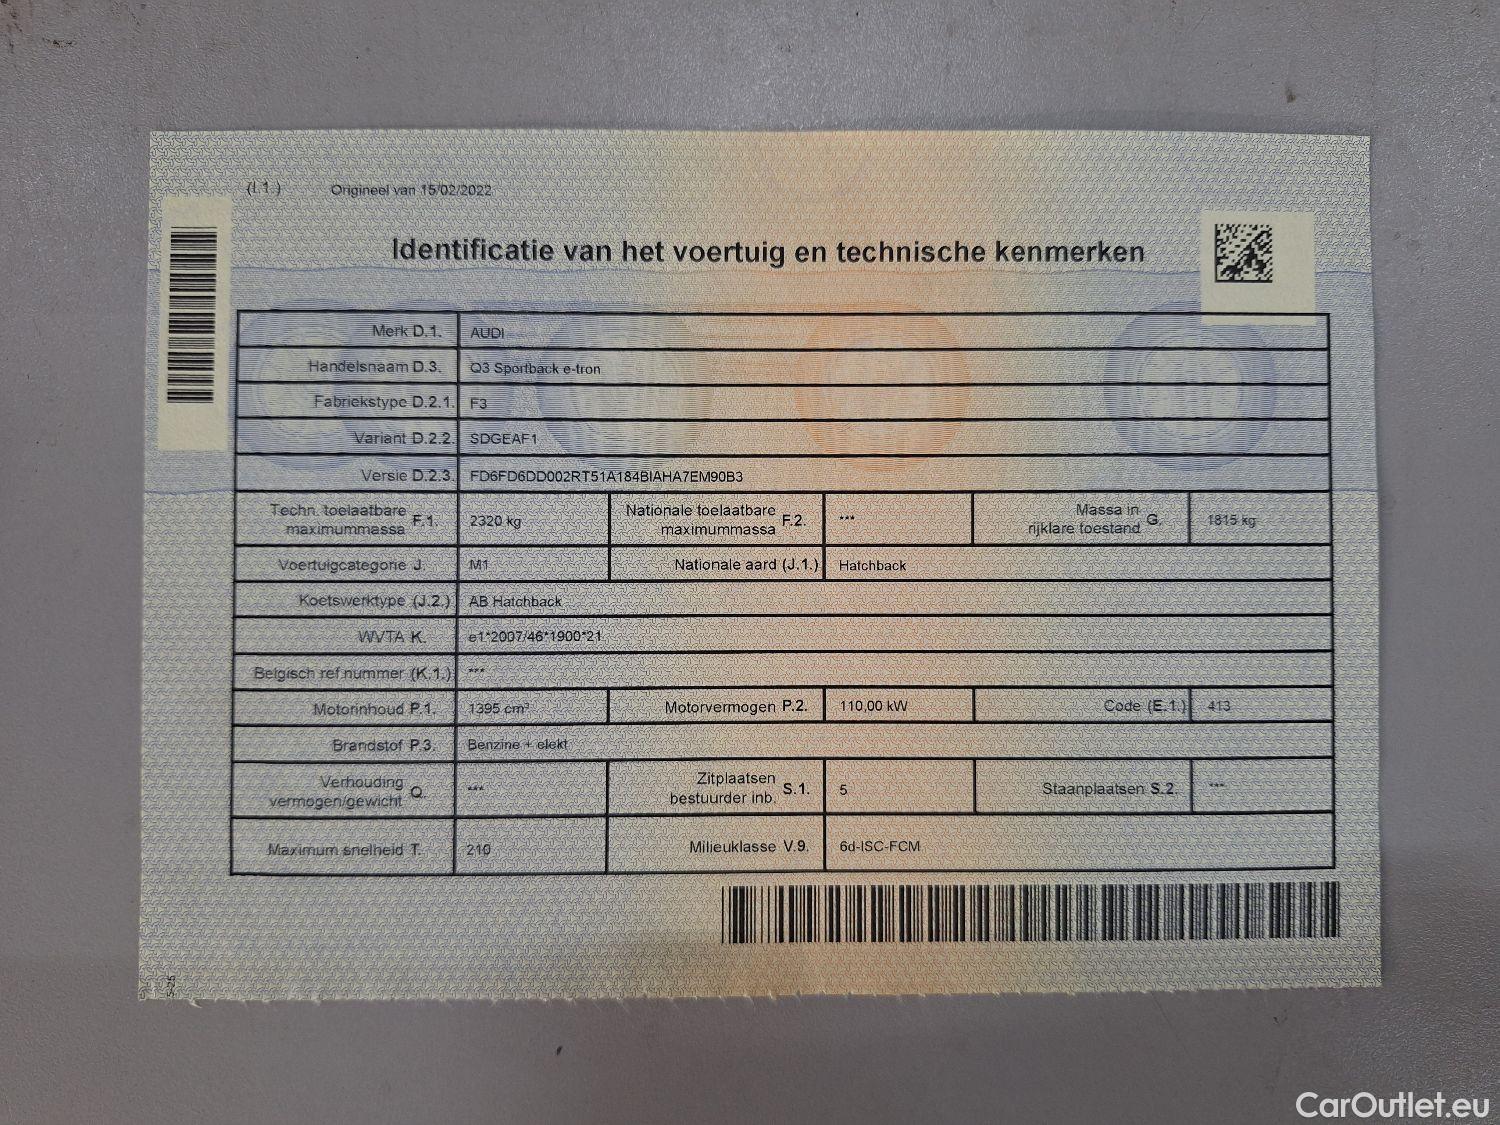 (I.1.) Origineel van 15/02/2022
Identificatie van het voertuig en technische kenmerken
Merk D.1. AUDI
Handelsnaam D.3. Q3 Sportback e-tron
Fabriekstype D.2.1. F3
Variant D.2.2. SDGEAF1
Versie D.2.3. FD6FD6DD002RT51A184BIAHA7EM90B3
Techn. toelaatbare maximummassa F.1. 2320 kg Nationale toelaatbare maximummassa F.2. *** Massa in rijklare toestand G. 1815 kg
Voertuigcategorie J. M1 Nationale aard (J.1.) Hatchback
Koetswerktype (J.2.) AB Hatchback
WVTA K. e1*2007/46*1900*21
Belgisch ref.nummer (K.1.) ***
Motorinhoud P.1. 1395 cm³ Motorvermogen P.2. 110,00 kW Code (E.1.) 413
Brandstof P.3. Benzine + elekt
Verhouding vermogen/gewicht Q. *** Zitplaatsen bestuurder inb. S.1. 5 Staanplaatsen S.2. ***
Maximum snelheid T. 210 Milieuklasse V.9. 6d-ISC-FCM
S-25
CarOutlet.eu